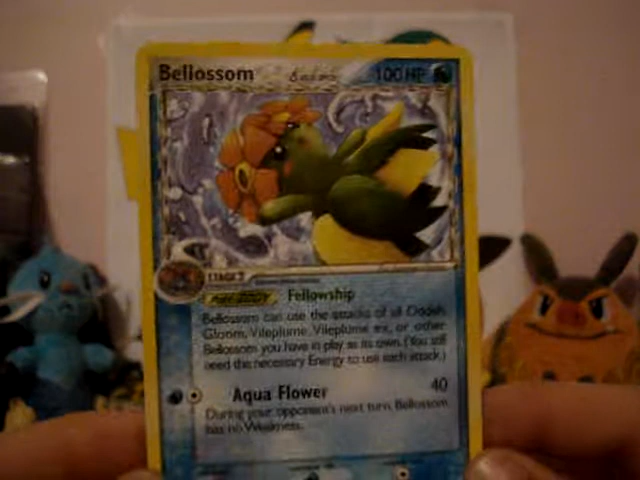 Bellossom δ 100 HP
STAGE 2
POKé-BODY Fellowship
Bellossom can use the attacks of all Oddish,
Gloom, Vileplume, Vileplume ex, or other
Bellossom you have in play as its own. (You still
need the necessary Energy to use each attack.)
Aqua Flower 40
During your opponent's next turn, Bellossom
has no Weakness.